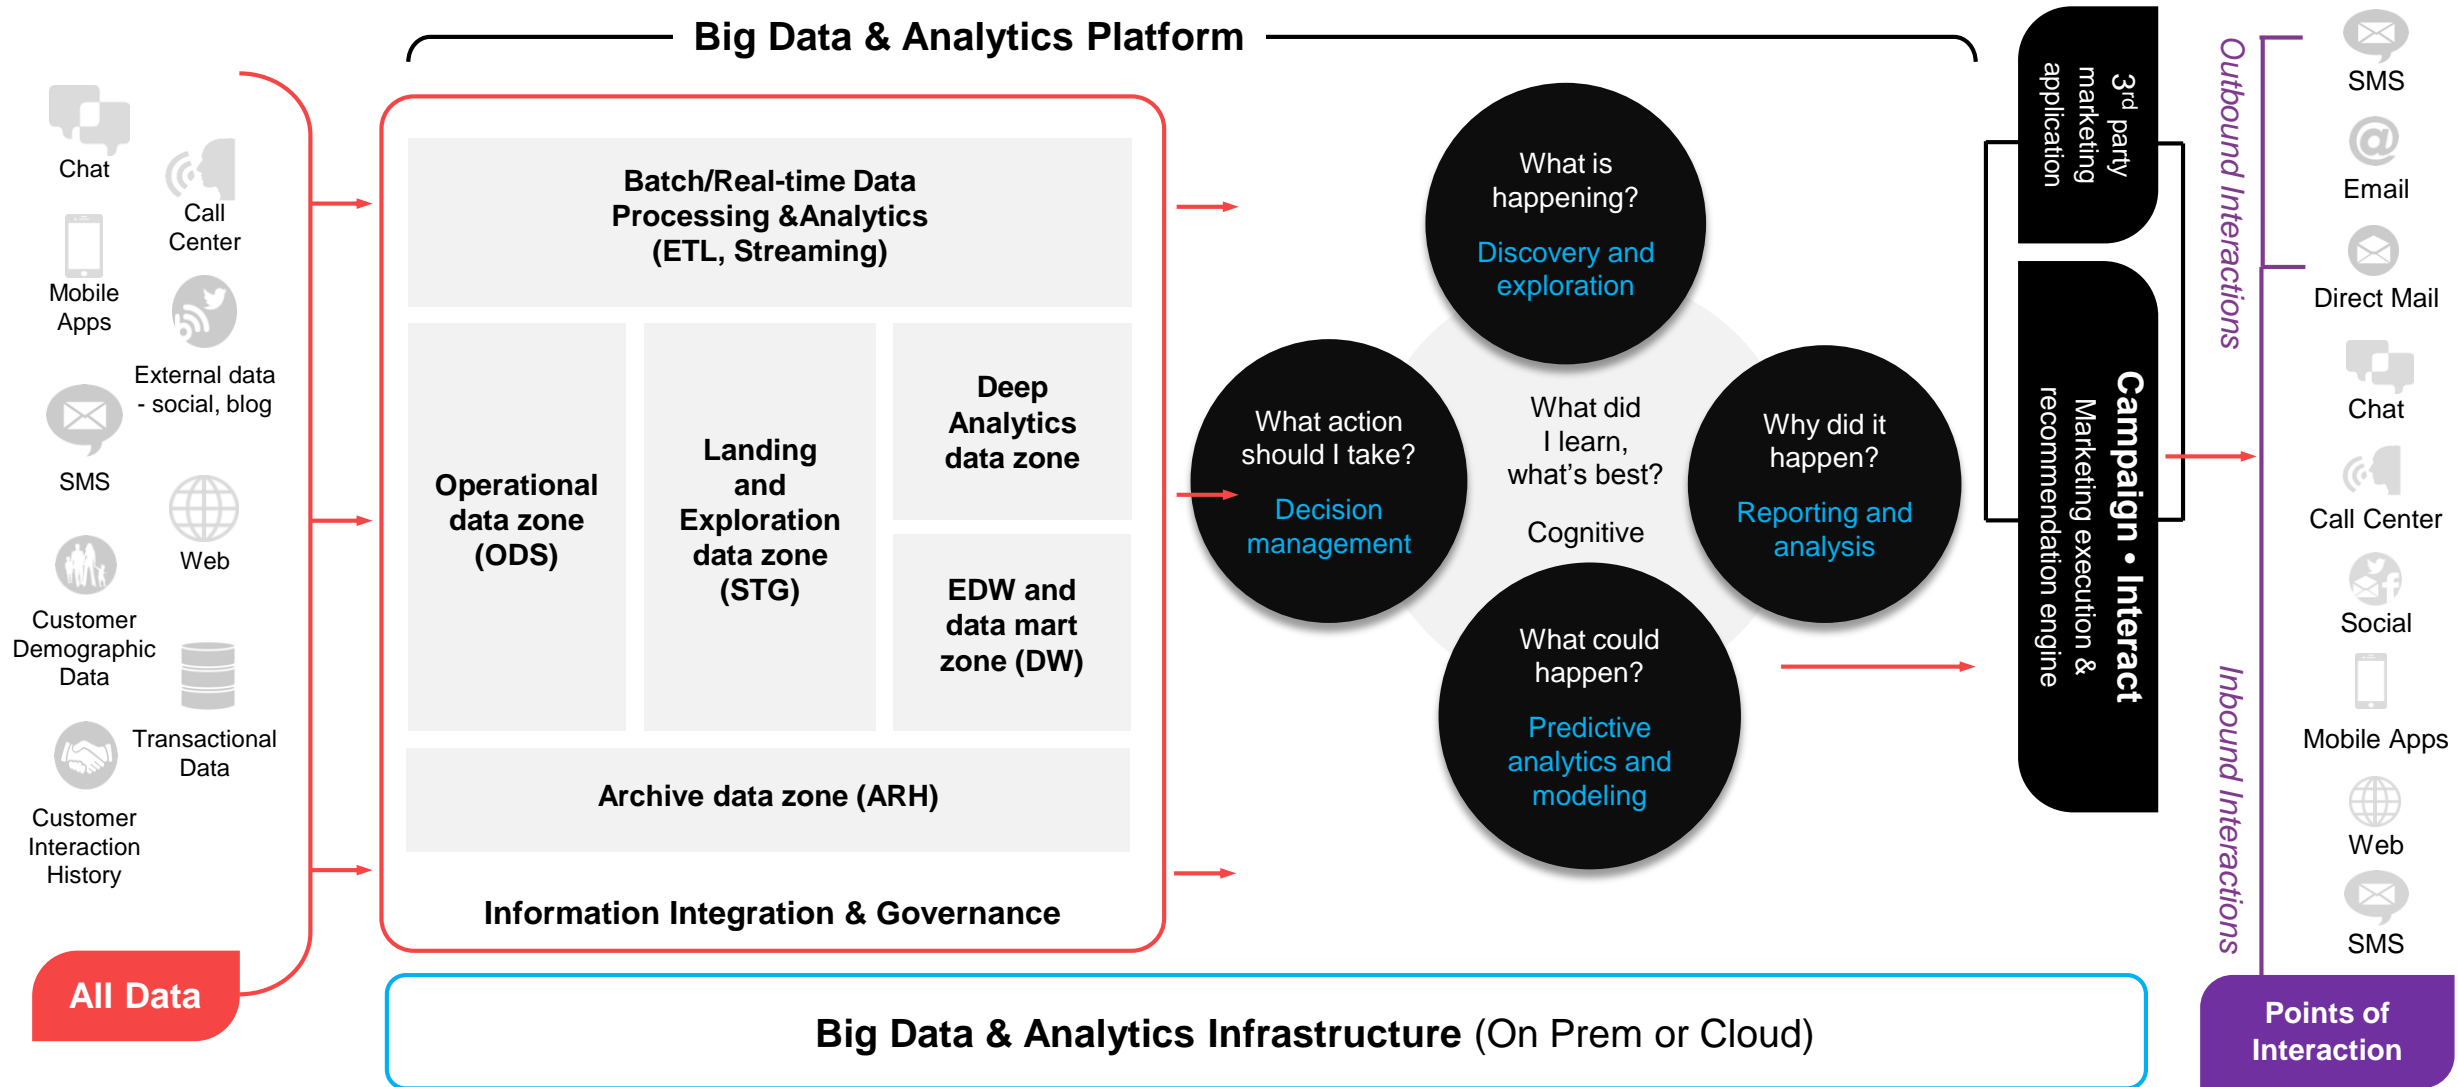 Big Data & Analytics Platform
Chat
Call
Center
Mobile
Apps
External data
- social, blog
SMS
Web
Customer
Demographic
Data
Transactional
Data
Customer
Interaction
History
All Data
Batch/Real-time Data
Processing &Analytics
(ETL, Streaming)
Operational
data zone
(ODS)
Landing
and
Exploration
data zone
(STG)
Deep
Analytics
data zone
EDW and
data mart
zone (DW)
Archive data zone (ARH)
Information Integration & Governance
What is
happening?
Discovery and
exploration
What action
should I take?
Decision
management
What did
I learn,
what's best?
Cognitive
Why did it
happen?
Reporting and
analysis
What could
happen?
Predictive
analytics and
modeling
3rd party
marketing
application
Campaign • Interact
Marketing execution &
recommendation engine
Outbound Interactions
Inbound Interactions
SMS
Email
Direct Mail
Chat
Call Center
Social
Mobile Apps
Web
SMS
Points of
Interaction
Big Data & Analytics Infrastructure (On Prem or Cloud)